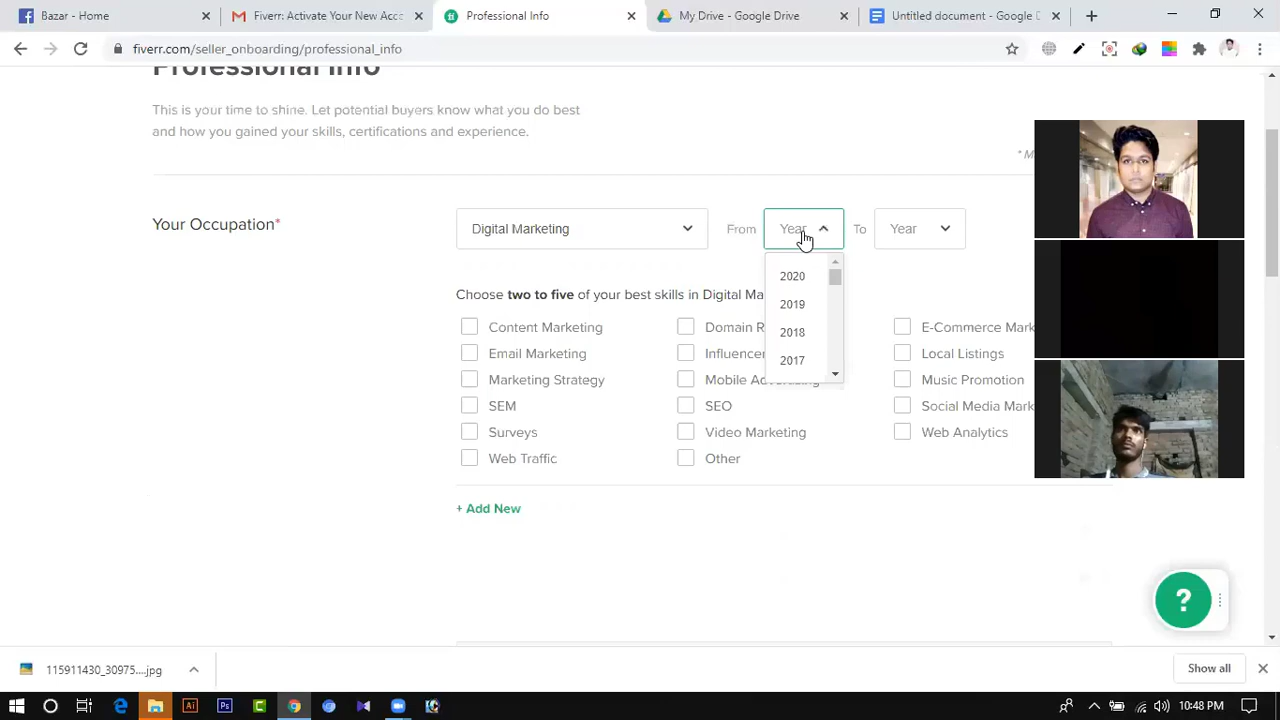 Bazar - Home
Fiverr: Activate Your New Acc
Professional Info
My Drive - Google Drive
Untitled document - Google D
fiverr.com/seller_onboarding/professional_info
Professional Info
This is your time to shine. Let potential buyers know what you do best
and how you gained your skills, certifications and experience.
* M
Your Occupation*
Digital Marketing
From
Year
To
Year
2020
2019
2018
2017
Choose two to five of your best skills in Digital Ma
Content Marketing
Domain R
E-Commerce Mark
Email Marketing
Influencer
Local Listings
Marketing Strategy
Mobile Advertising
Music Promotion
SEM
SEO
Social Media Mark
Surveys
Video Marketing
Web Analytics
Web Traffic
Other
+ Add New
?
115911430_30975....jpg
Show all
10:48 PM